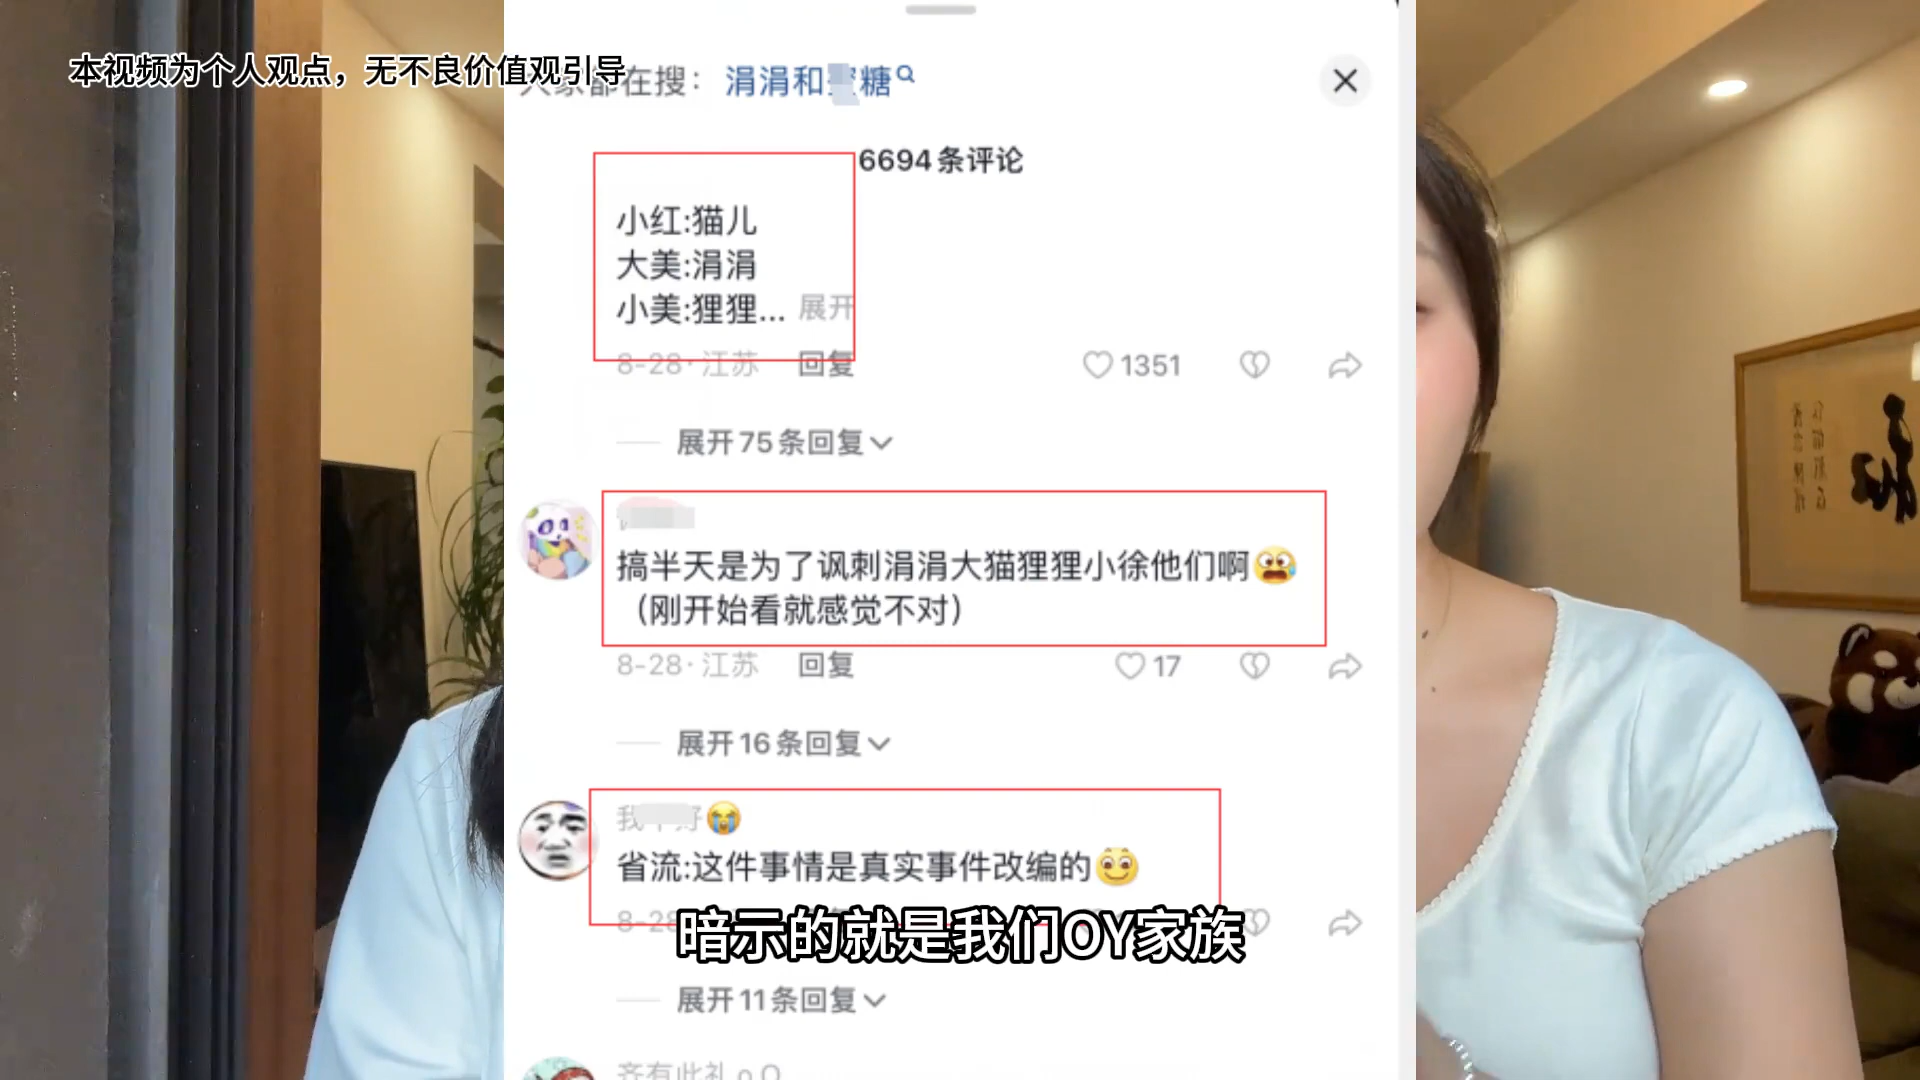 本视频为个人观点，无不良价值观引导
在搜：涓涓和 糖
6694条评论
小红:猫儿
大美:涓涓
小美:狸狸... 展开
8-28·江苏 回复 1351
展开75条回复
搞半天是为了讽刺涓涓大猫狸狸小徐他们啊
（刚开始看就感觉不对）
8-28·江苏 回复 17
展开16条回复
省流:这件事情是真实事件改编的
8-28
暗示的就是我们OY家族
展开11条回复